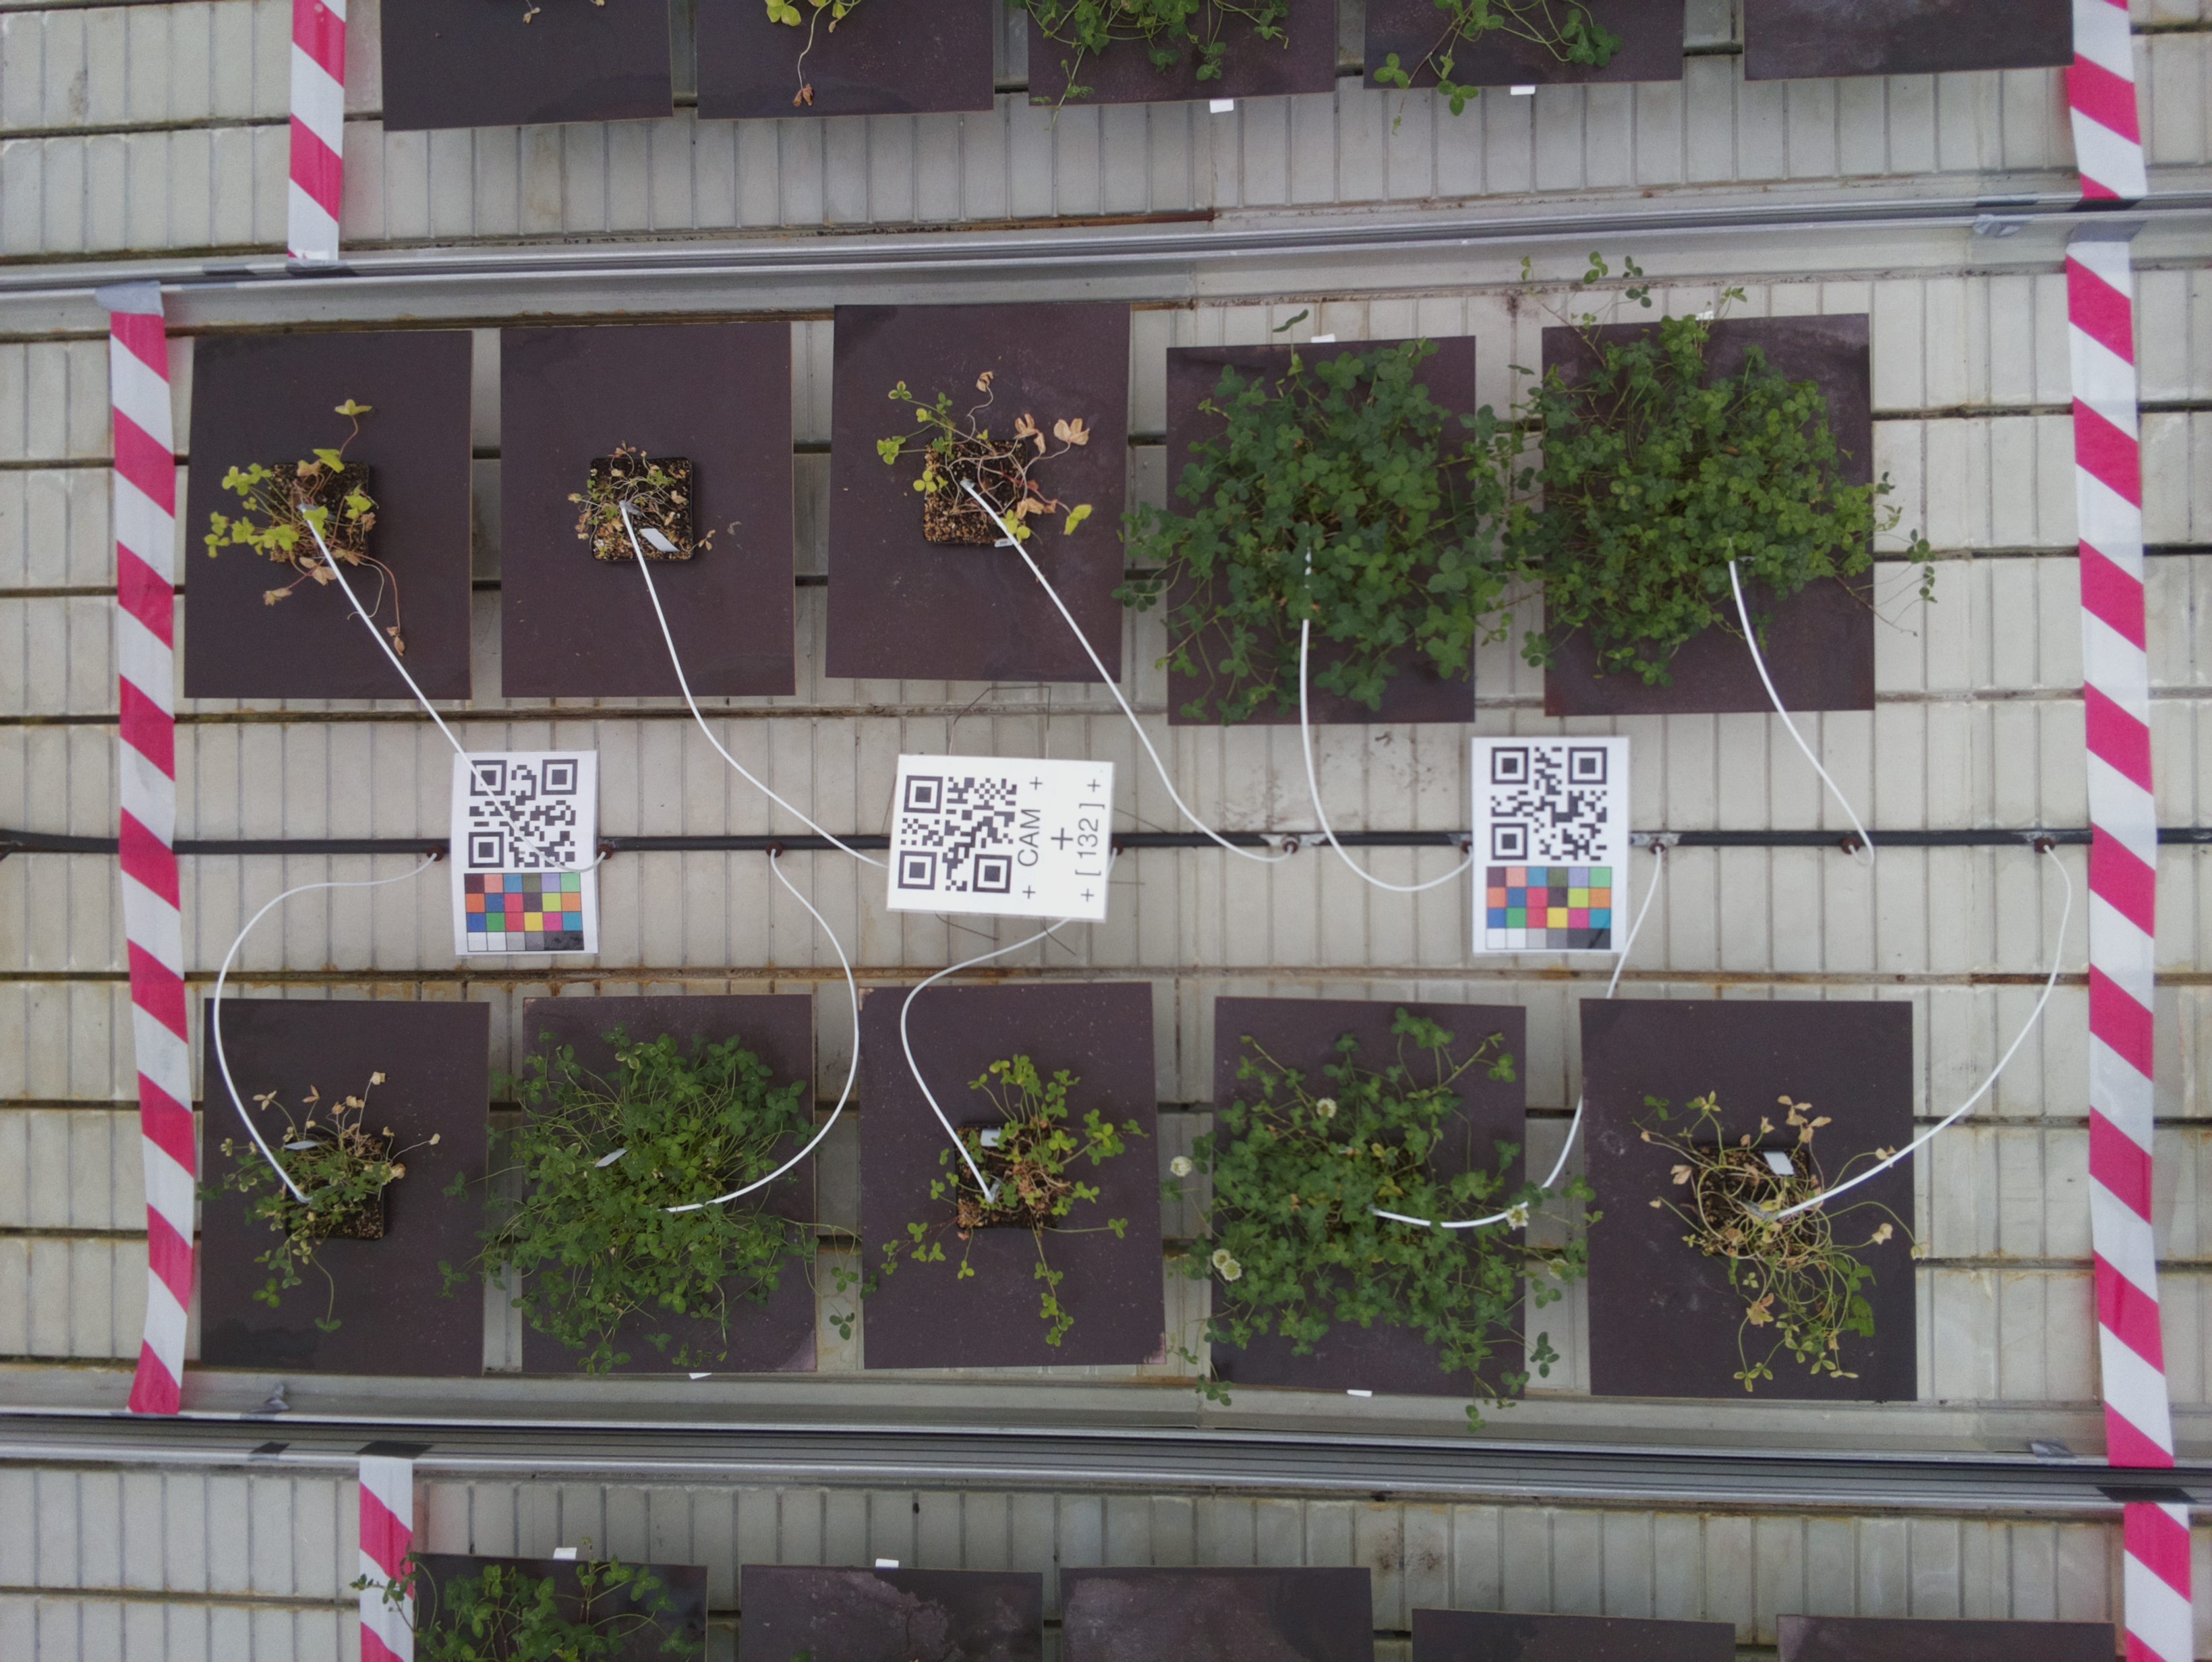 + CAM +
+
+ [ 132 ] +